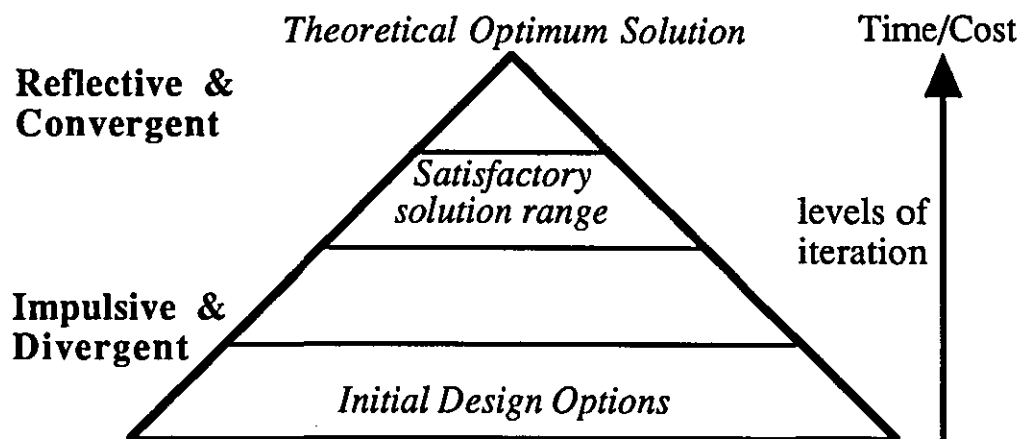 Theoretical Optimum Solution
Time/Cost
Reflective &
Convergent
Satisfactory
solution range
levels of
iteration
Impulsive &
Divergent
Initial Design Options